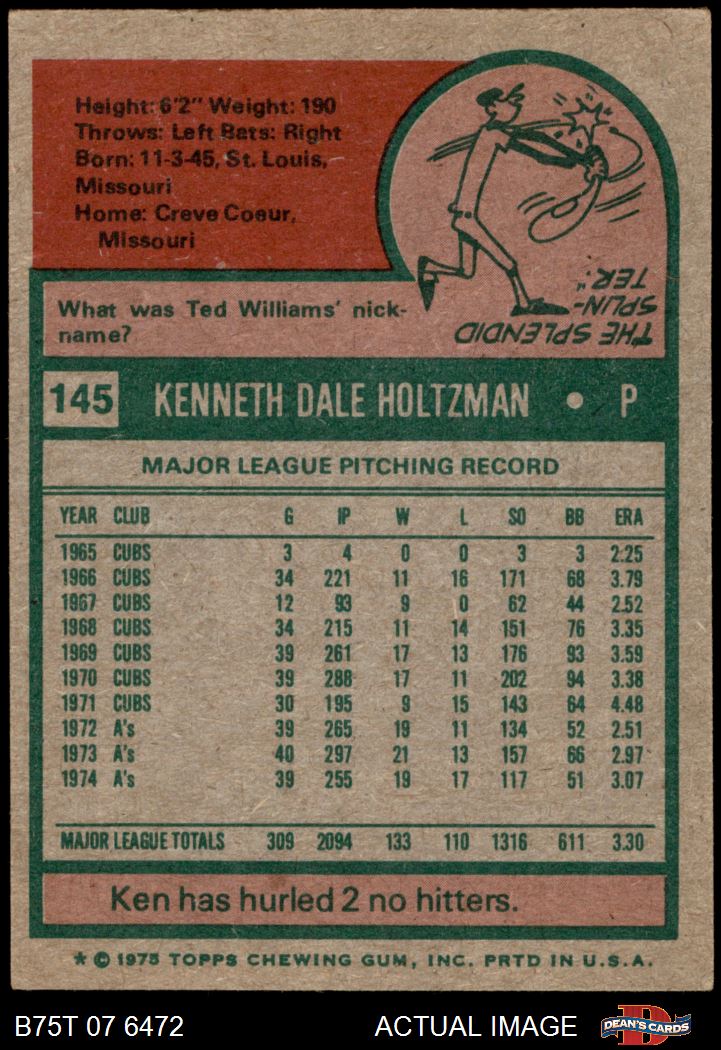 Height: 6'2" Weight: 190
Throws: Left Bats: Right
Born: 11-3-45, St. Louis,
Missouri
Home: Creve Coeur,
Missouri
What was Ted Williams' nick-
name?
"THE SPLENDID
SPLIN-
TER."
145 KENNETH DALE HOLTZMAN • P
MAJOR LEAGUE PITCHING RECORD
YEAR CLUB G IP W L SO BB ERA
1965 CUBS 3 4 0 0 3 3 2.25
1966 CUBS 34 221 11 16 171 68 3.79
1967 CUBS 12 93 9 0 62 44 2.52
1968 CUBS 34 215 11 14 151 76 3.35
1969 CUBS 39 261 17 13 176 93 3.59
1970 CUBS 39 288 17 11 202 94 3.38
1971 CUBS 30 195 9 15 143 64 4.48
1972 A's 39 265 19 11 134 52 2.51
1973 A's 40 297 21 13 157 66 2.97
1974 A's 39 255 19 17 117 51 3.07
MAJOR LEAGUE TOTALS 309 2094 133 110 1316 611 3.30
Ken has hurled 2 no hitters.
* © 1975 TOPPS CHEWING GUM, INC. PRTD IN U.S.A.
B75T 07 6472 ACTUAL IMAGE D DEAN'S CARDS